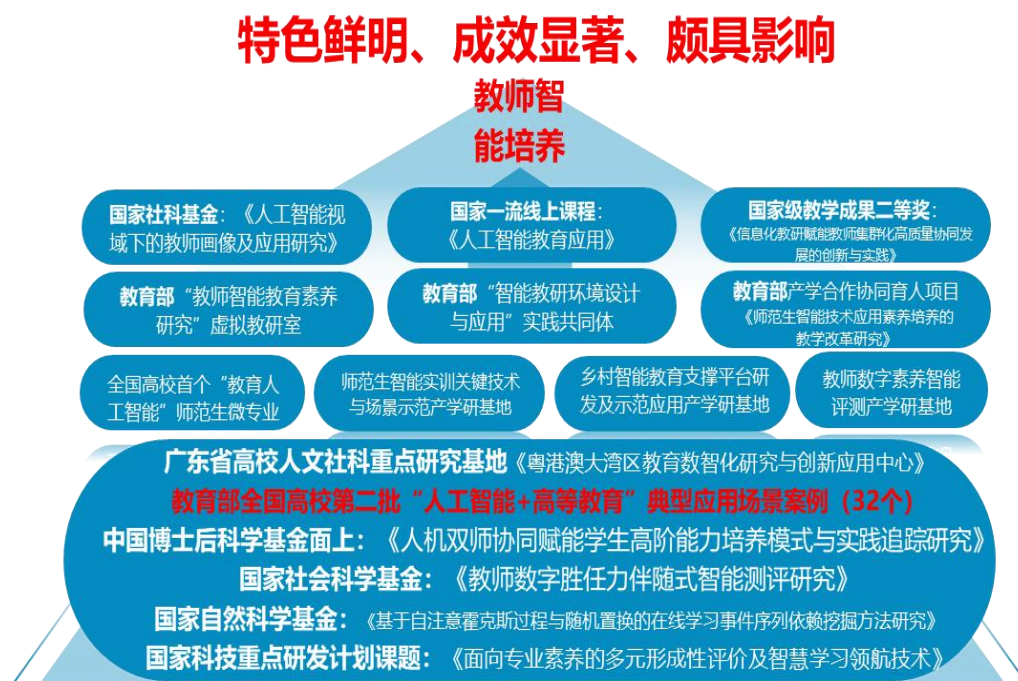 特色鲜明、成效显著、颇具影响
教师智
能培养
国家社科基金：《人工智能视
域下的教师画像及应用研究》
国家一流线上课程：
《人工智能教育应用》
国家级教学成果二等奖：
《信息化教研赋能教师集群化高质量协同发
展的创新与实践》
教育部“教师智能教育素养
研究”虚拟教研室
教育部“智能教研环境设计
与应用”实践共同体
教育部产学合作协同育人项目
《师范生智能技术应用素养培养的
教学改革研究》
全国高校首个“教育人
工智能”师范生微专业
师范生智能实训关键技术
与场景示范产学研基地
乡村智能教育支撑平台研
发及示范应用产学研基地
教师数字素养智能
评测产学研基地
广东省高校人文社科重点研究基地《粤港澳大湾区教育数智化研究与创新应用中心》
教育部全国高校第二批“人工智能+高等教育”典型应用场景案例（32个）
中国博士后科学基金面上：《人机双师协同赋能学生高阶能力培养模式与实践追踪研究》
国家社会科学基金：《教师数字胜任力伴随式智能测评研究》
国家自然科学基金：《基于自注意霍克斯过程与随机置换的在线学习事件序列依赖挖掘方法研究》
国家科技重点研发计划课题：《面向专业素养的多元形成性评价及智慧学习领航技术》